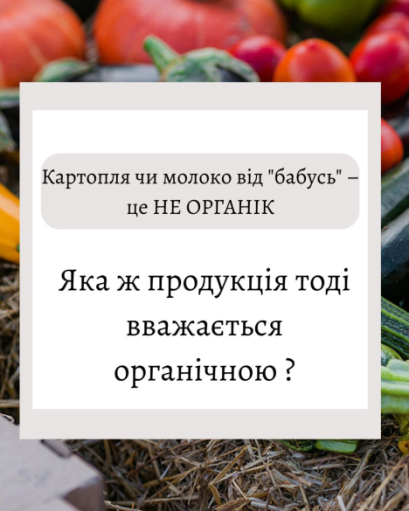 Картопля чи молоко від "бабусь" –
це НЕ ОРГАНІК
Яка ж продукція тоді
вважається
органічною ?